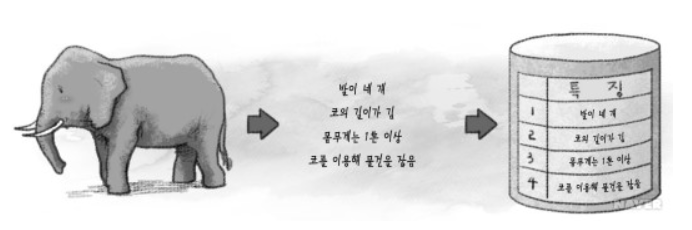 발이 네 개
코의 길이가 김
몸무게는 1톤 이상
코를 이용해 물건을 잡음
특 징
1 발이 네 개
2 코의 길이가 김
3 몸무게는 1톤 이상
4 코를 이용해 물건을 잡음
NAVER